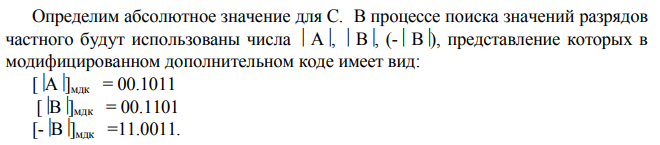 Определим абсолютное значение для С. В процессе поиска значений разрядов
частного будут использованы числа |А|, |В|, (-|В|), представление которых в
модифицированном дополнительном коде имеет вид:
[|А|]мдк = 00.1011
[|В|]мдк = 00.1101
[-|В|]мдк =11.0011.